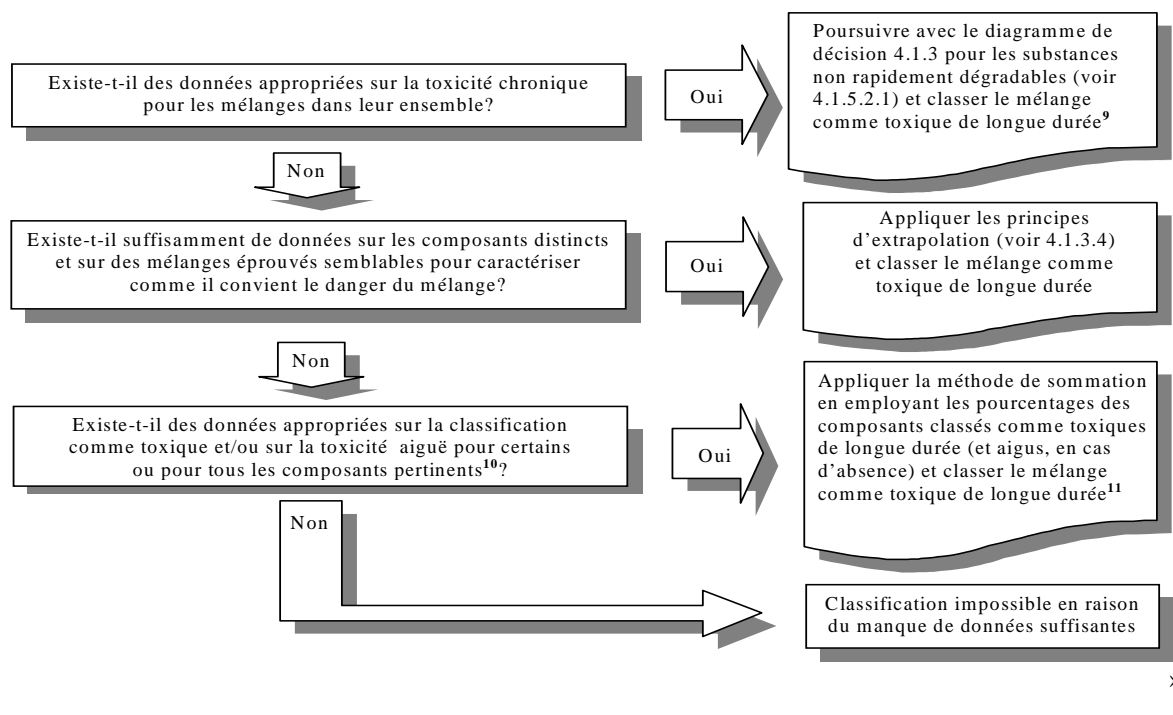 Existe-t-il des données appropriées sur la toxicité chronique
pour les mélanges dans leur ensemble?
Oui
Poursuivre avec le diagramme de
décision 4.1.3 pour les substances
non rapidement dégradables (voir
4.1.5.2.1) et classer le mélange
comme toxique de longue durée9
Non
Existe-t-il suffisamment de données sur les composants distincts
et sur des mélanges éprouvés semblables pour caractériser
comme il convient le danger du mélange?
Oui
Appliquer les principes
d'extrapolation (voir 4.1.3.4)
et classer le mélange comme
toxique de longue durée
Non
Existe-t-il des données appropriées sur la classification
comme toxique et/ou sur la toxicité aiguë pour certains
ou pour tous les composants pertinents10?
Oui
Appliquer la méthode de sommation
en employant les pourcentages des
composants classés comme toxiques
de longue durée (et aigus, en cas
d'absence) et classer le mélange
comme toxique de longue durée11
Non
Classification impossible en raison
du manque de données suffisantes